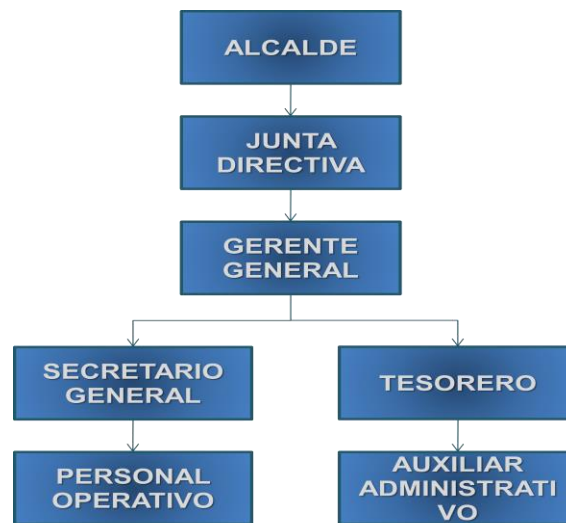 ALCALDE
JUNTA
DIRECTIVA
GERENTE
GENERAL
SECRETARIO
GENERAL
TESORERO
PERSONAL
OPERATIVO
AUXILIAR
ADMINISTRATI
VO